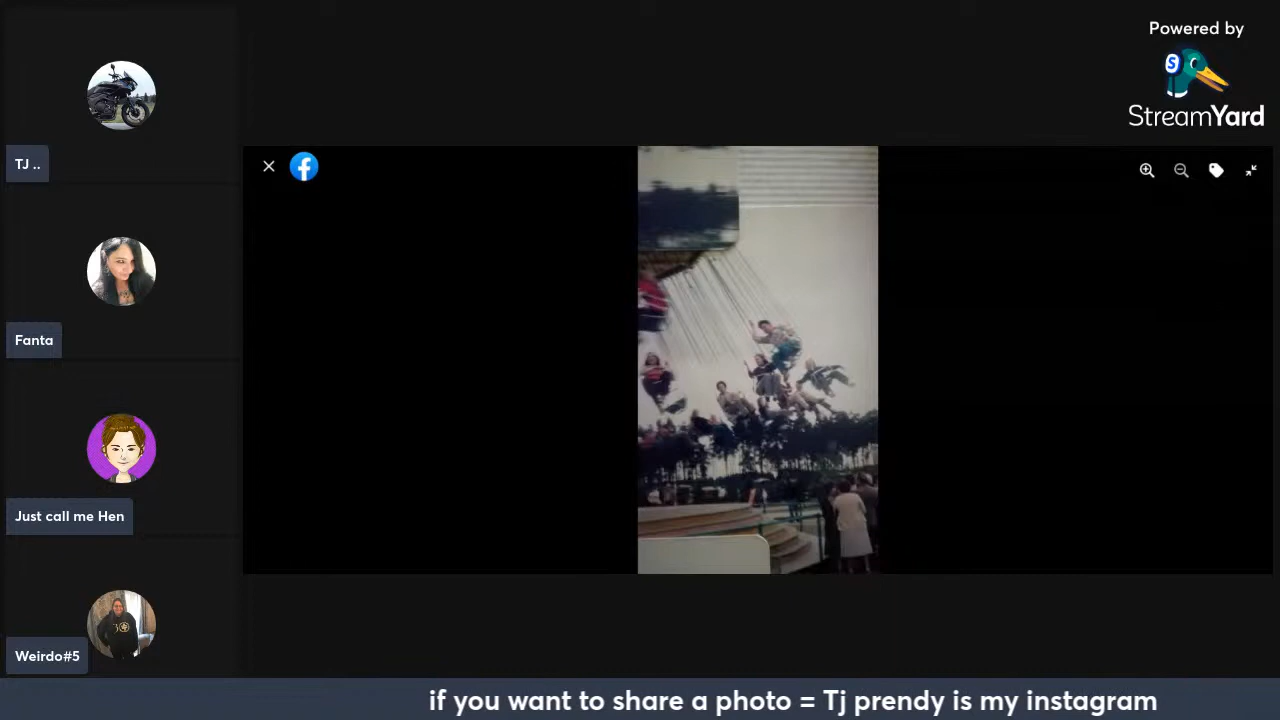 Powered by
StreamYard
TJ ..
Fanta
Just call me Hen
Weirdo#5
if you want to share a photo = Tj prendy is my instagram